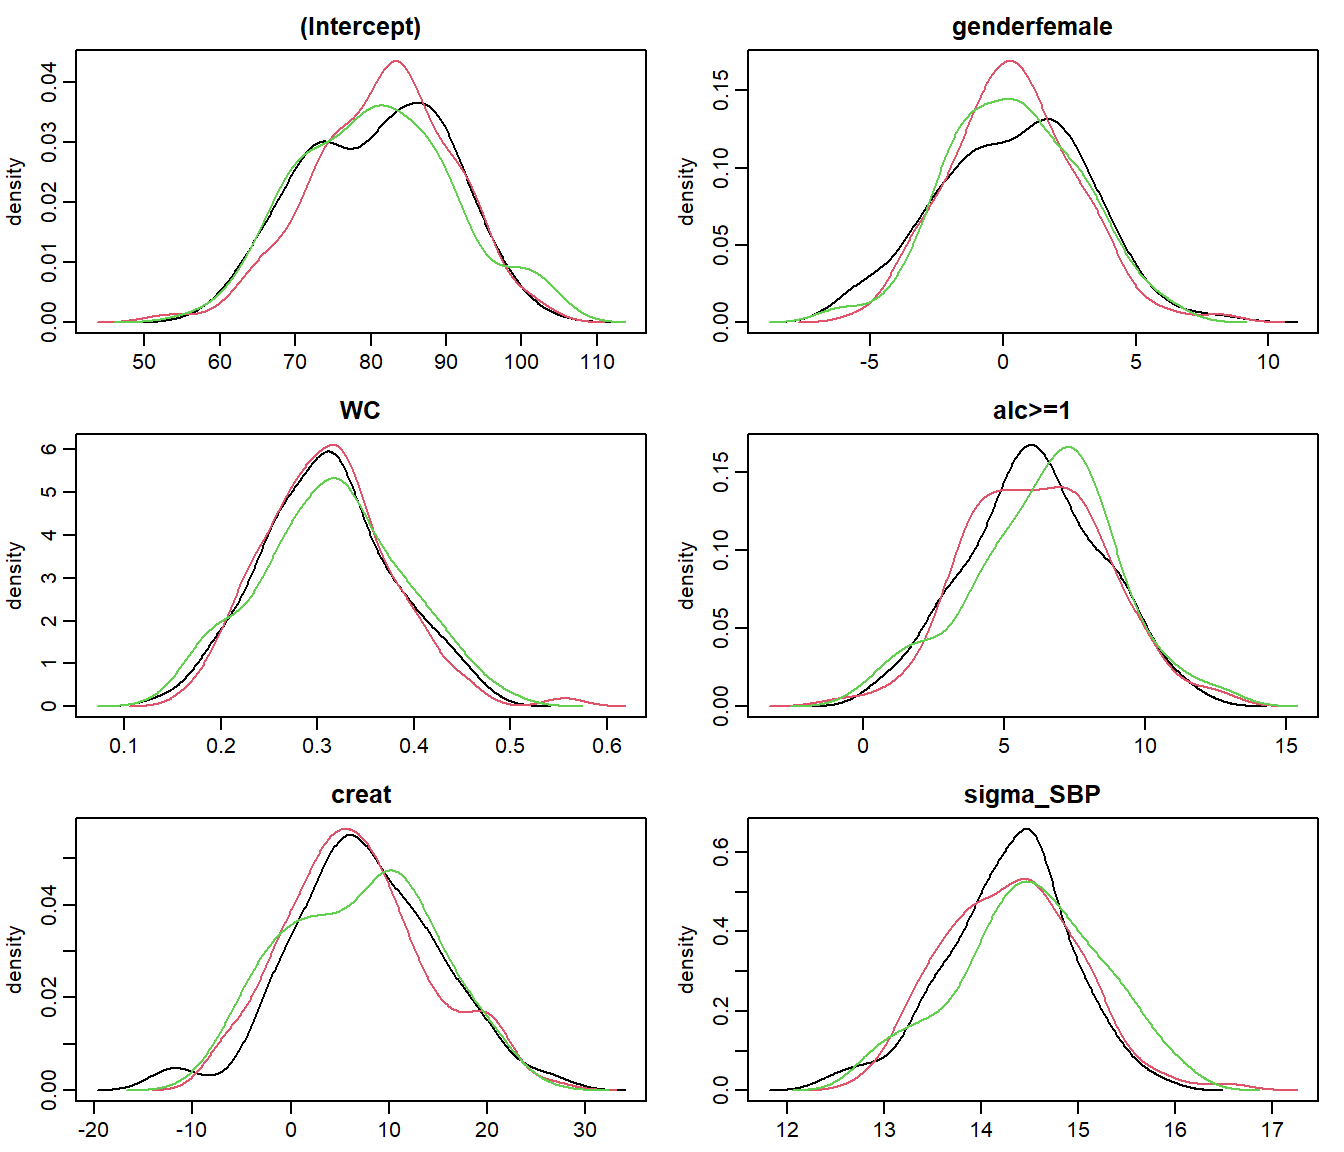 (Intercept)
density
0.00 0.01 0.02 0.03 0.04
50 60 70 80 90 100 110
genderfemale
density
0.00 0.05 0.10 0.15
-5 0 5 10
WC
density
0 1 2 3 4 5 6
0.1 0.2 0.3 0.4 0.5 0.6
alc>=1
density
0.00 0.05 0.10 0.15
0 5 10 15
creat
density
0.00 0.02 0.04
-20 -10 0 10 20 30
sigma_SBP
density
0.0 0.2 0.4 0.6
12 13 14 15 16 17